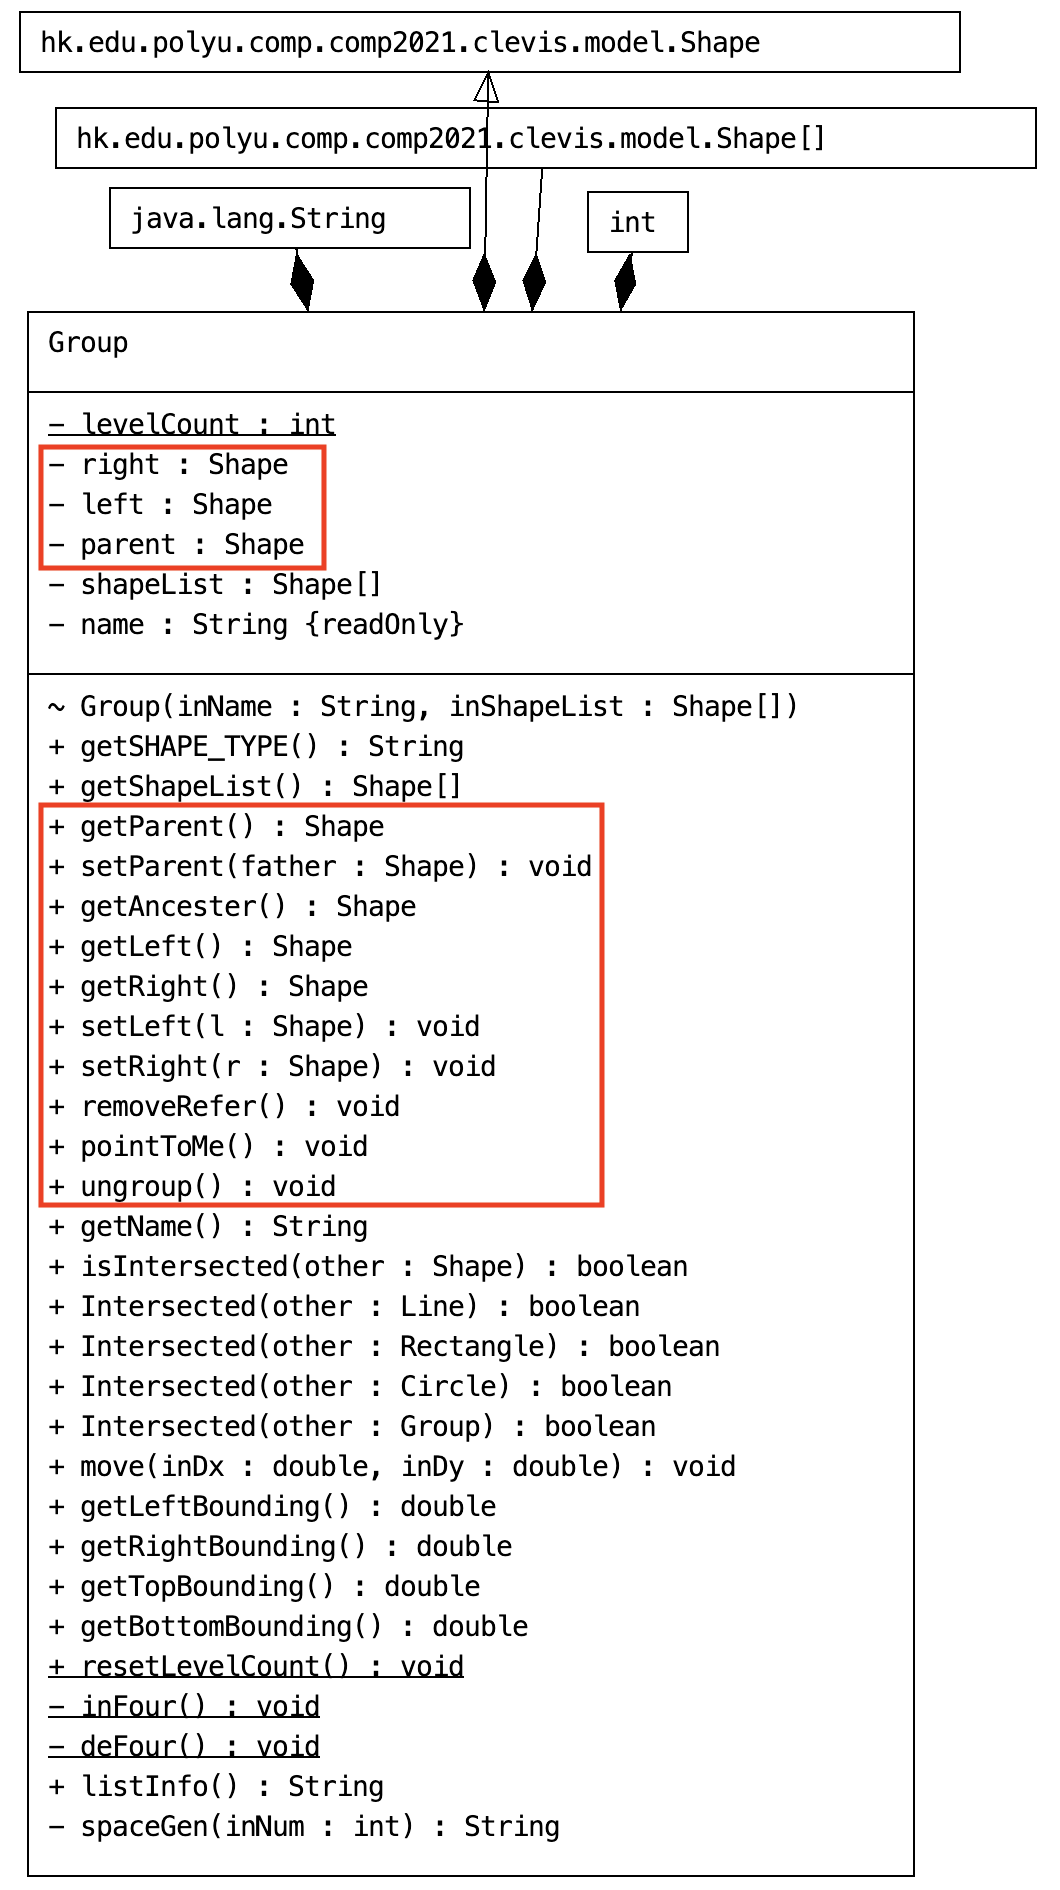 hk.edu.polyu.comp.comp2021.clevis.model.Shape
hk.edu.polyu.comp.comp2021.clevis.model.Shape[]
java.lang.String
int
Group
- levelCount : int
- right : Shape
- left : Shape
- parent : Shape
- shapeList : Shape[]
- name : String {readOnly}
~ Group(inName : String, inShapeList : Shape[])
+ getSHAPE_TYPE() : String
+ getShapeList() : Shape[]
+ getParent() : Shape
+ setParent(father : Shape) : void
+ getAncester() : Shape
+ getLeft() : Shape
+ getRight() : Shape
+ setLeft(l : Shape) : void
+ setRight(r : Shape) : void
+ removeRefer() : void
+ pointToMe() : void
+ ungroup() : void
+ getName() : String
+ isIntersected(other : Shape) : boolean
+ Intersected(other : Line) : boolean
+ Intersected(other : Rectangle) : boolean
+ Intersected(other : Circle) : boolean
+ Intersected(other : Group) : boolean
+ move(inDx : double, inDy : double) : void
+ getLeftBounding() : double
+ getRightBounding() : double
+ getTopBounding() : double
+ getBottomBounding() : double
+ resetLevelCount() : void
- inFour() : void
- deFour() : void
+ listInfo() : String
- spaceGen(inNum : int) : String